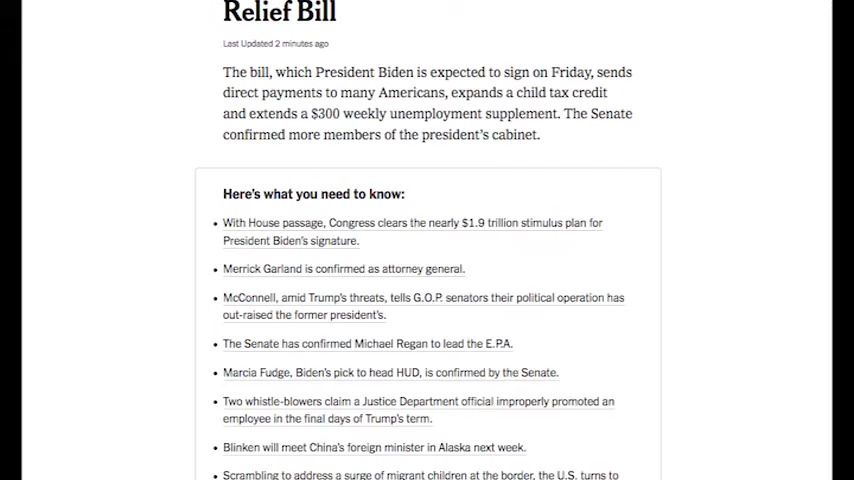 Relief Bill
Last Updated 2 minutes ago
The bill, which President Biden is expected to sign on Friday, sends
direct payments to many Americans, expands a child tax credit
and extends a $300 weekly unemployment supplement. The Senate
confirmed more members of the president's cabinet.
Here's what you need to know:
• With House passage, Congress clears the nearly $1.9 trillion stimulus plan for
President Biden's signature.
• Merrick Garland is confirmed as attorney general.
• McConnell, amid Trump's threats, tells G.O.P. senators their political operation has
out-raised the former president's.
• The Senate has confirmed Michael Regan to lead the E.P.A.
• Marcia Fudge, Biden's pick to head HUD, is confirmed by the Senate.
• Two whistle-blowers claim a Justice Department official improperly promoted an
employee in the final days of Trump's term.
• Blinken will meet China's foreign minister in Alaska next week.
• Scrambling to address a surge of migrant children at the border, the U.S. turns to